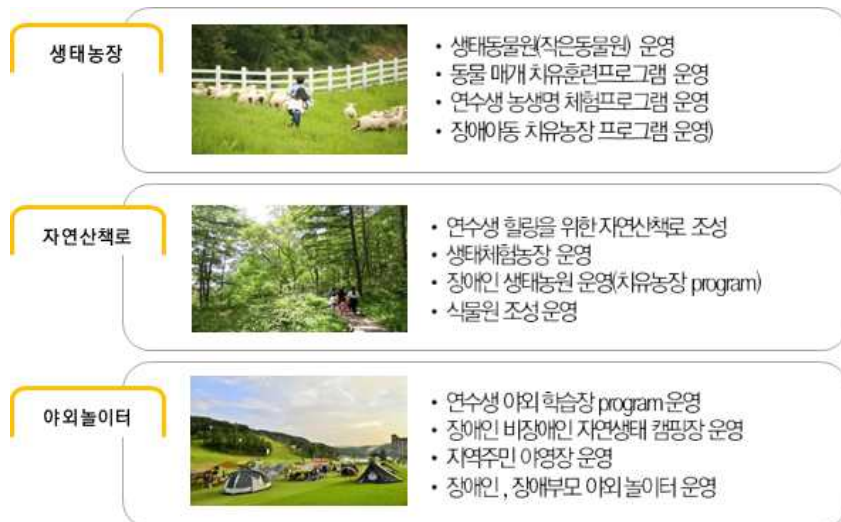 생태농장
• 생태동물원(작은동물원) 운영
• 동물 매개 치유훈련프로그램 운영
• 연수생 농생명 체험프로그램 운영
• 장애아동 치유농장 프로그램 운영)
자연산책로
• 연수생 힐링을 위한 자연산책로 조성
• 생태체험농장 운영
• 장애인 생태농원 운영(치유농장 program)
• 식물원 조성 운영
야외놀이터
• 연수생 야외 학습장 program 운영
• 장애인 비장애인 자연생태 캠핑장 운영
• 지역주민 야영장 운영
• 장애인 , 장애부모 야외 놀이터 운영